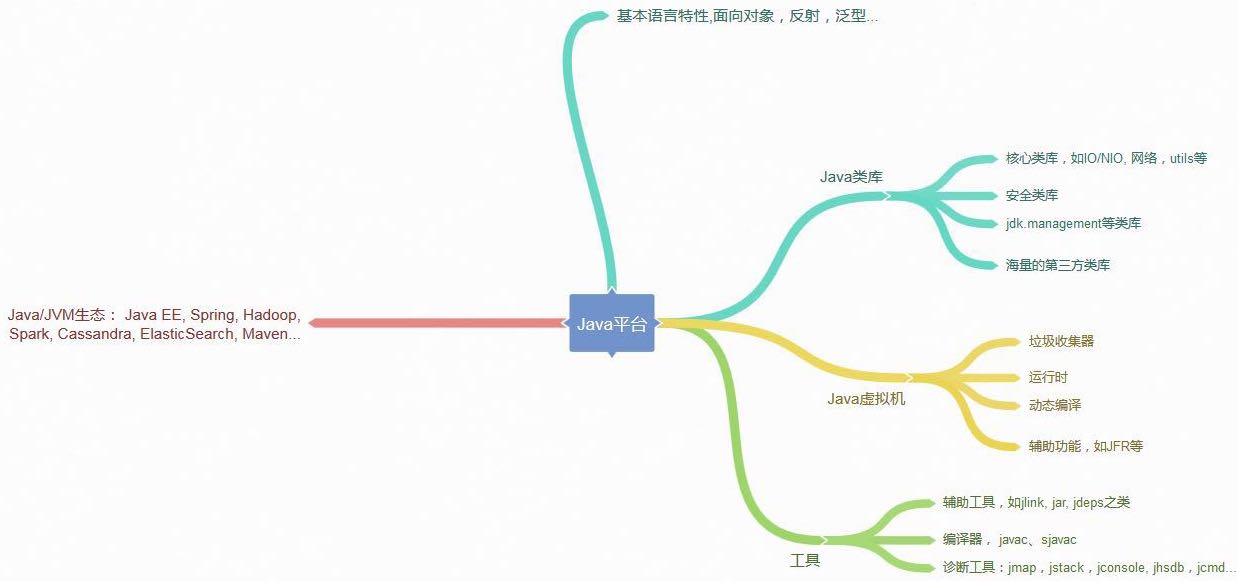 基本语言特性,面向对象，反射，泛型...
Java类库
核心类库，如IO/NIO, 网络，utils等
安全类库
jdk.management等类库
海量的第三方类库
Java/JVM生态： Java EE, Spring, Hadoop,
Spark, Cassandra, ElasticSearch, Maven...
Java平台
Java虚拟机
垃圾收集器
运行时
动态编译
辅助功能，如JFR等
工具
辅助工具，如jlink, jar, jdeps之类
编译器， javac、sjavac
诊断工具：jmap，jstack，jconsole, jhsdb，jcmd...